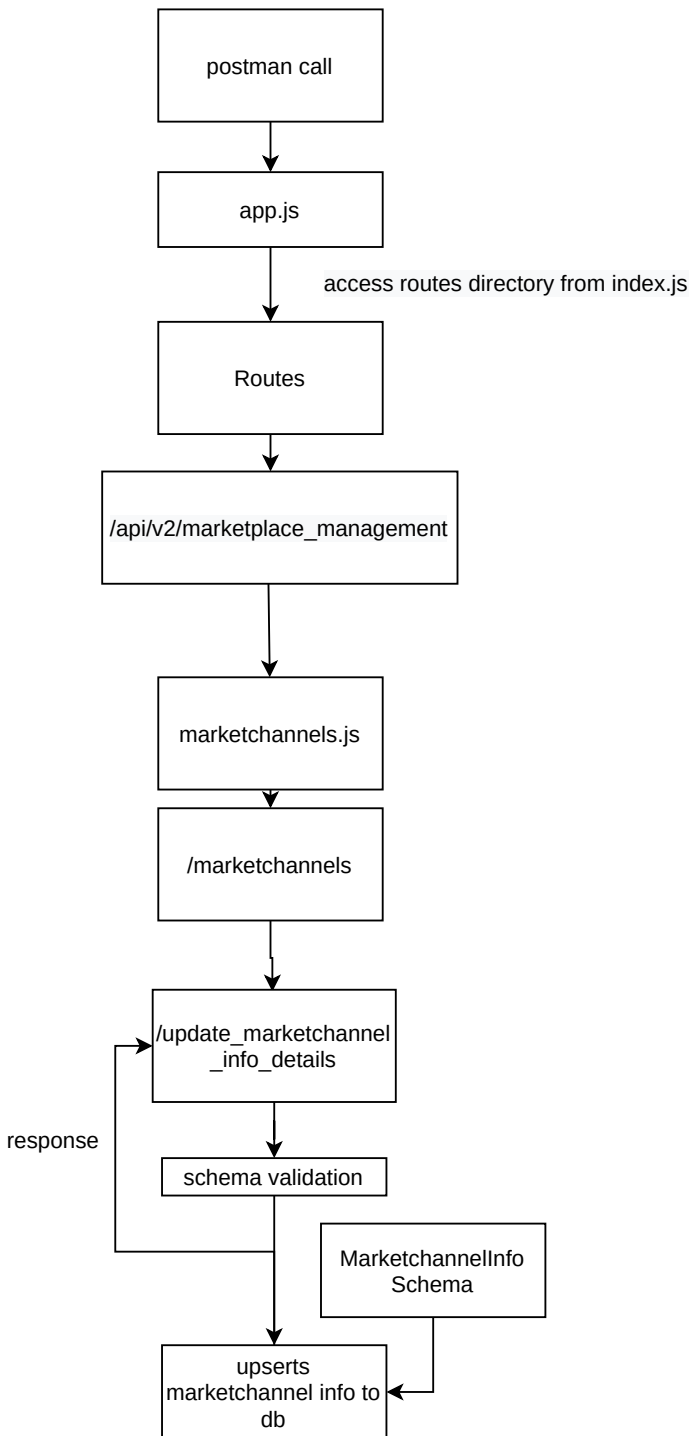 postman call
app.js
access routes directory from index.js
Routes
/api/v2/marketplace_management
marketchannels.js
/marketchannels
/update_marketchannel
_info_details
response
schema validation
MarketchannelInfo
Schema
upserts
marketchannel info to
db